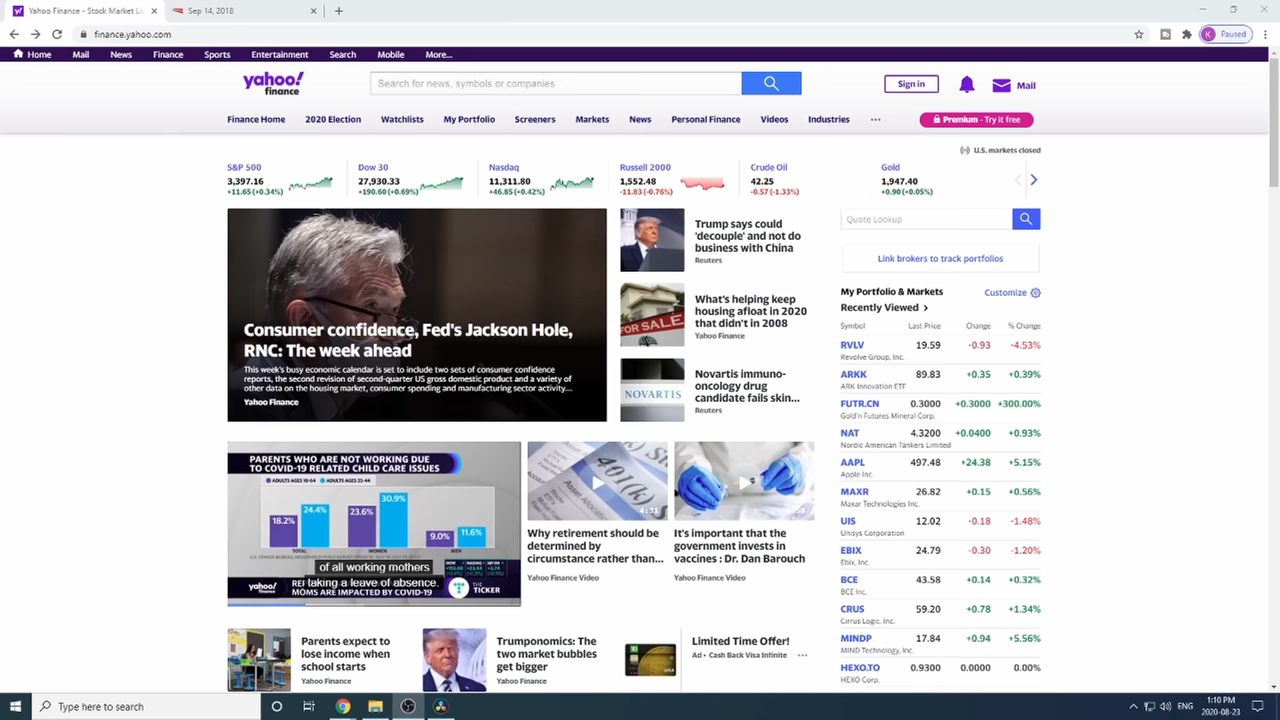 Yahoo Finance - Stock Market Li
Sep 14, 2018
finance.yahoo.com
K Paused
Home Mail News Finance Sports Entertainment Search Mobile More...
yahoo!
finance
Search for news, symbols or companies
Sign in
Mail
Finance Home 2020 Election Watchlists My Portfolio Screeners Markets News Personal Finance Videos Industries ...
Premium - Try it free
U.S. markets closed
S&P 500
3,397.16
+11.65 (+0.34%)
Dow 30
27,930.33
+190.60 (+0.69%)
Nasdaq
11,311.80
+46.85 (+0.42%)
Russell 2000
1,552.48
-11.83 (-0.76%)
Crude Oil
42.25
-0.57 (-1.33%)
Gold
1,947.40
+0.90 (+0.05%)
Consumer confidence, Fed's Jackson Hole,
RNC: The week ahead
This week's busy economic calendar is set to include two sets of consumer confidence
reports, the second revision of second-quarter US gross domestic product and a variety of
other data on the housing market, consumer spending and manufacturing sector activity...
Yahoo Finance
Trump says could
'decouple' and not do
business with China
Reuters
FOR SALE
What's helping keep
housing afloat in 2020
that didn't in 2008
Yahoo Finance
NOVARTIS
Novartis immuno-
oncology drug
candidate fails skin...
Reuters
PARENTS WHO ARE NOT WORKING DUE
TO COVID-19 RELATED CHILD CARE ISSUES
ADULTS AGES 18-64 ADULTS AGES 25-44
18.2% 24.4% 23.6% 30.9% 9.0% 11.6%
TOTAL WOMEN MEN
of all working mothers
taking a leave of absence.
yahoo!
finance
MOMS ARE IMPACTED BY COVID-19
THE
TICKER
401(K)
4:31
Why retirement should be
determined by
circumstance rather than...
Yahoo Finance Video
It's important that the
government invests in
vaccines : Dr. Dan Barouch
Yahoo Finance Video
Parents expect to
lose income when
school starts
Yahoo Finance
Trumponomics: The
two market bubbles
get bigger
Yahoo Finance
Limited Time Offer!
Ad • Cash Back Visa Infinite ...
Quote Lookup
Link brokers to track portfolios
My Portfolio & Markets
Customize
Recently Viewed >
Symbol Last Price Change % Change
RVLV 19.59 -0.93 -4.53%
Revolve Group, Inc.
ARKK 89.83 +0.35 +0.39%
ARK Innovation ETF
FUTR.CN 0.3000 +0.3000 +300.00%
Gold'n Futures Mineral Corp.
NAT 4.3200 +0.0400 +0.93%
Nordic American Tankers Limited
AAPL 497.48 +24.38 +5.15%
Apple Inc.
MAXR 26.82 +0.15 +0.56%
Maxar Technologies Inc.
UIS 12.02 -0.18 -1.48%
Unisys Corporation
EBIX 24.79 -0.30 -1.20%
Ebix, Inc.
BCE 43.58 +0.14 +0.32%
BCE Inc.
CRUS 59.20 +0.78 +1.34%
Cirrus Logic, Inc.
MINDP 17.84 +0.94 +5.56%
MIND Technology, Inc.
HEXO.TO 0.9300 0.0000 0.00%
HEXO Corp.
Type here to search
ENG
1:10 PM
2020-08-23